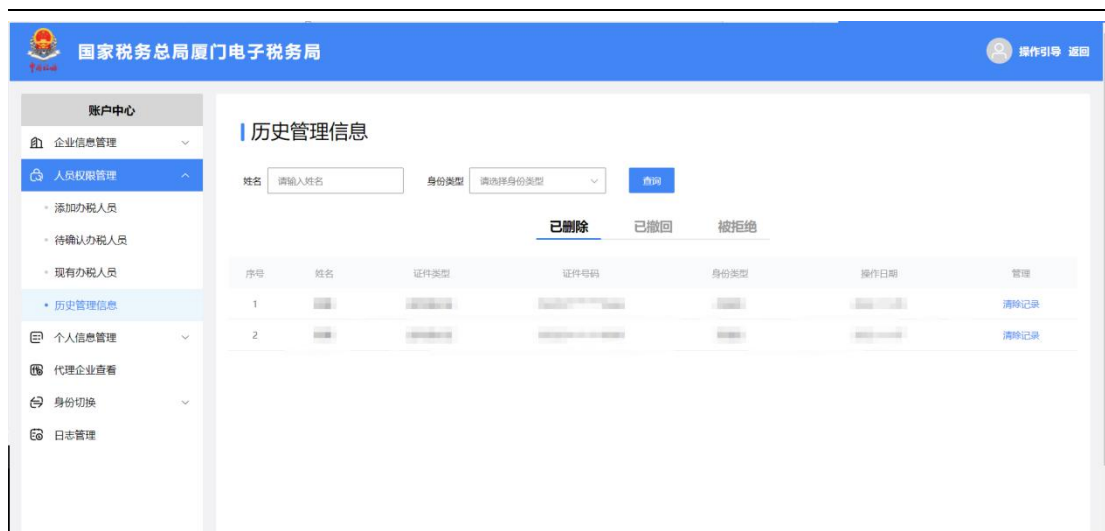 国家税务总局厦门电子税务局
操作引导 返回
账户中心
企业信息管理
人员权限管理
添加办税人员
待确认办税人员
现有办税人员
历史管理信息
个人信息管理
代理企业查看
身份切换
日志管理
历史管理信息
姓名 请输入姓名 身份类型 请选择身份类型 查询
已删除 已撤回 被拒绝
序号 姓名 证件类型 证件号码 身份类型 操作日期 管理
1 清除记录
2 清除记录